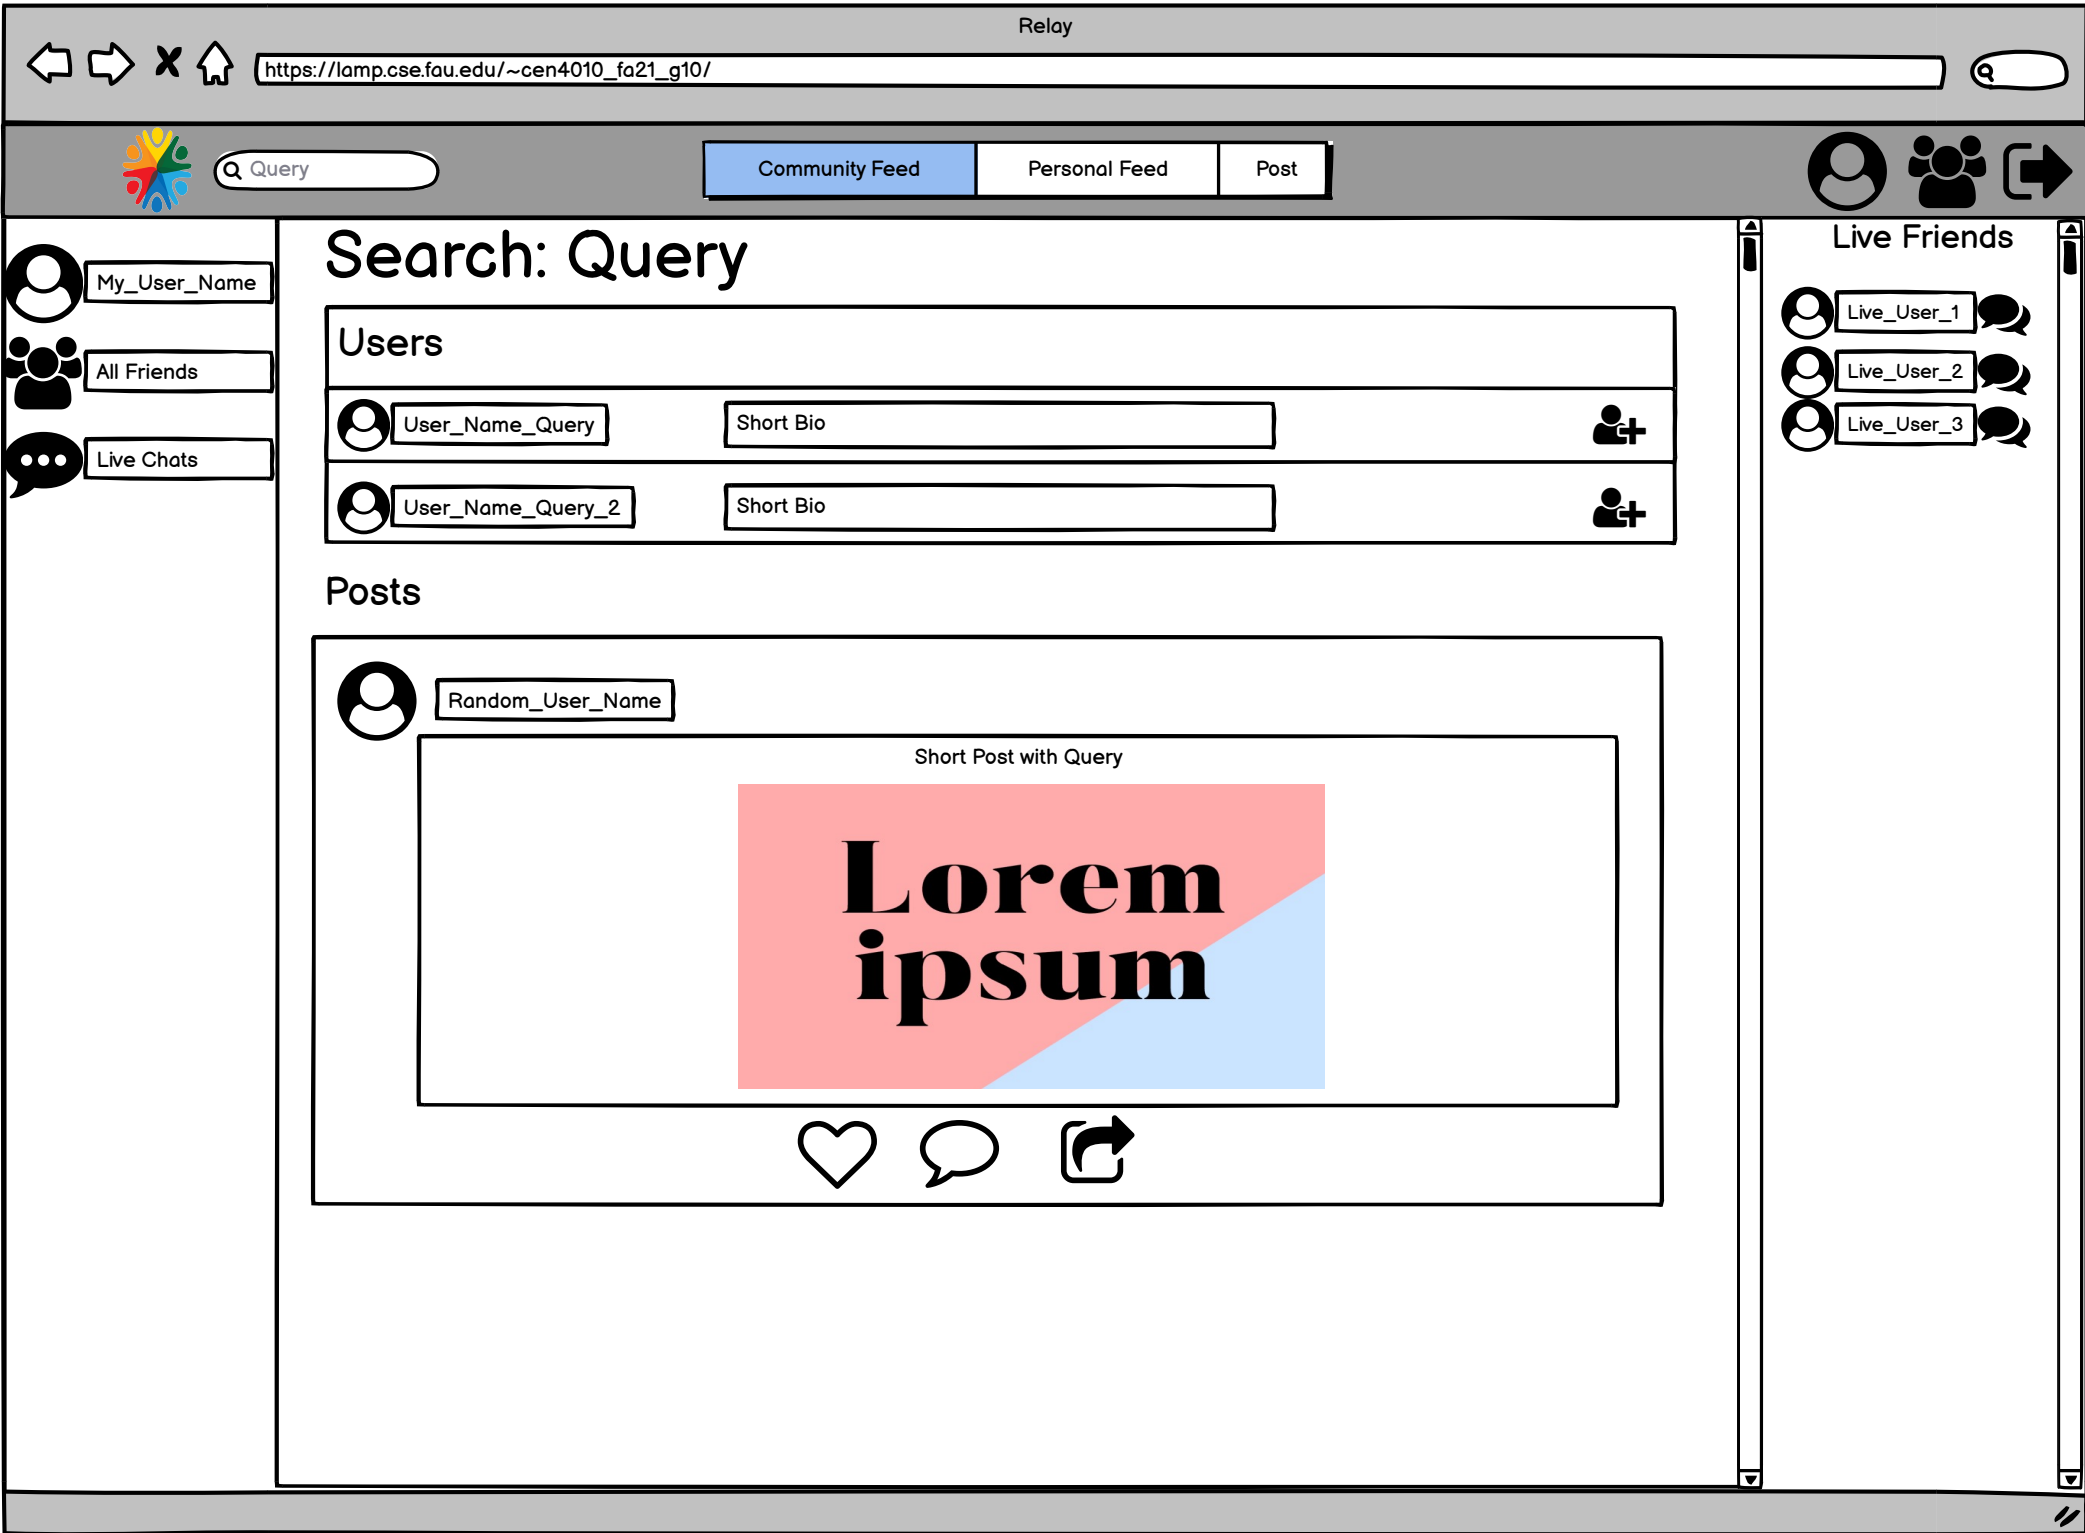 Relay
https://lamp.cse.fau.edu/~cen4010_fa21_g10/
Query
Community Feed
Personal Feed
Post
My_User_Name
All Friends
Live Chats
Search: Query
Users
User_Name_Query
Short Bio
User_Name_Query_2
Short Bio
Posts
Random_User_Name
Short Post with Query
Lorem
ipsum
Live Friends
Live_User_1
Live_User_2
Live_User_3